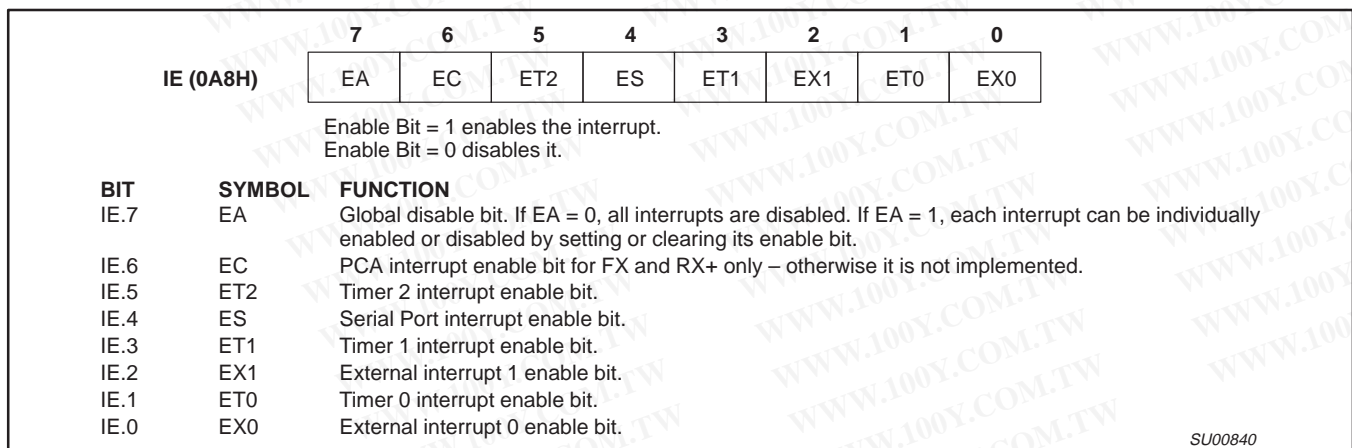 7 6 5 4 3 2 1 0
IE (0A8H) EA EC ET2 ES ET1 EX1 ET0 EX0
Enable Bit = 1 enables the interrupt.
Enable Bit = 0 disables it.
BIT SYMBOL FUNCTION
IE.7 EA Global disable bit. If EA = 0, all interrupts are disabled. If EA = 1, each interrupt can be individually
enabled or disabled by setting or clearing its enable bit.
IE.6 EC PCA interrupt enable bit for FX and RX+ only – otherwise it is not implemented.
IE.5 ET2 Timer 2 interrupt enable bit.
IE.4 ES Serial Port interrupt enable bit.
IE.3 ET1 Timer 1 interrupt enable bit.
IE.2 EX1 External interrupt 1 enable bit.
IE.1 ET0 Timer 0 interrupt enable bit.
IE.0 EX0 External interrupt 0 enable bit.
SU00840
WWW.100Y.COM.TW